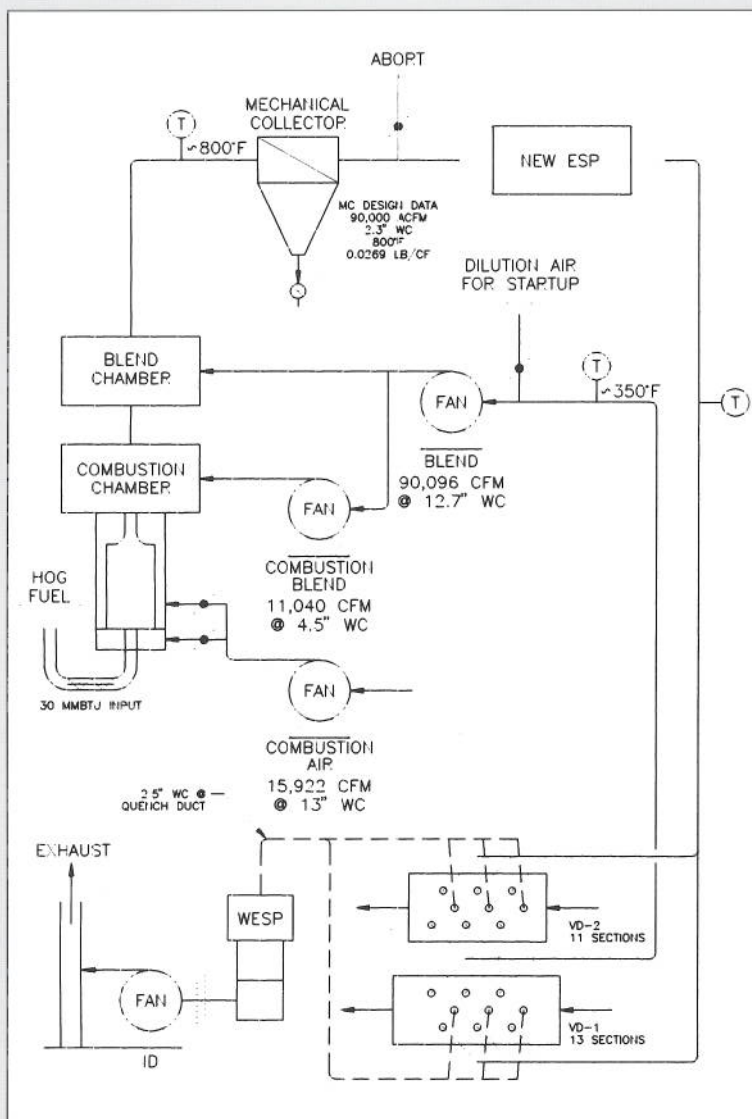 ABORT
MECHANICAL
COLLECTOR
T
~800°F
NEW ESP
MC DESIGN DATA
90,000 ACFM
2.3" WC
800°F
0.0269 LB/CF
DILUTION AIR
FOR STARTUP
BLEND
CHAMBER
T
~350°F
T
FAN
BLEND
90,096 CFM
@ 12.7" WC
COMBUSTION
CHAMBER
FAN
COMBUSTION
BLEND
11,040 CFM
@ 4.5" WC
HOG
FUEL
30 MMBTU INPUT
FAN
COMBUSTION
AIR
15,922 CFM
@ 13" WC
2.5" WC @
QUENCH DUCT
EXHAUST
WESP
VD-2
11 SECTIONS
FAN
VD-1
13 SECTIONS
ID